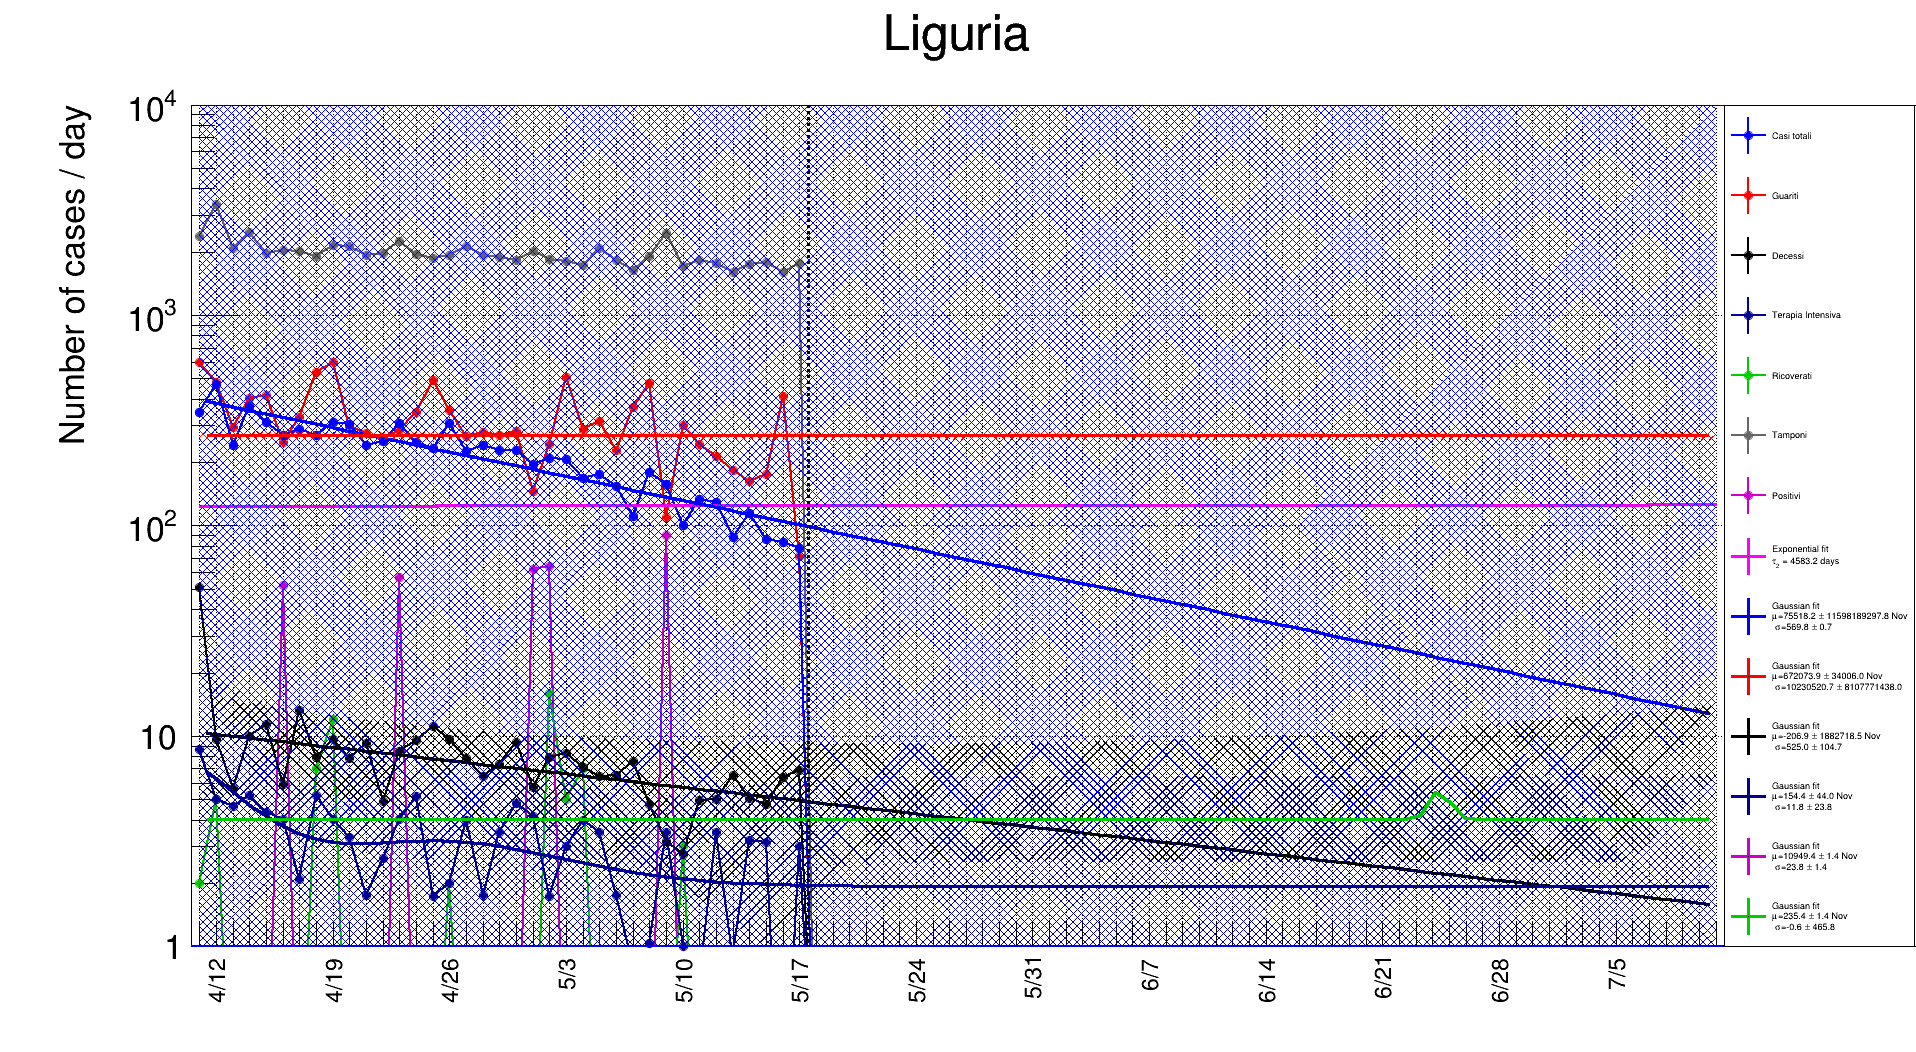 Liguria
Number of cases / day
10⁴
10³
10²
10
1
4/12
4/19
4/26
5/3
5/10
5/17
5/24
5/31
6/7
6/14
6/21
6/28
7/5
Casi totali
Guariti
Decessi
Terapia Intensiva
Ricoverati
Tamponi
Positivi
Exponential fit
τ₂ = 4583.2 days
Gaussian fit
μ=75518.2 ± 11598189297.8 Nov
σ=569.8 ± 0.7
Gaussian fit
μ=672073.9 ± 34006.0 Nov
σ=10230520.7 ± 8107771438.0
Gaussian fit
μ=-206.9 ± 1882718.5 Nov
σ=525.0 ± 104.7
Gaussian fit
μ=154.4 ± 44.0 Nov
σ=11.8 ± 23.8
Gaussian fit
μ=10949.4 ± 1.4 Nov
σ=23.8 ± 1.4
Gaussian fit
μ=235.4 ± 1.4 Nov
σ=-0.6 ± 465.8